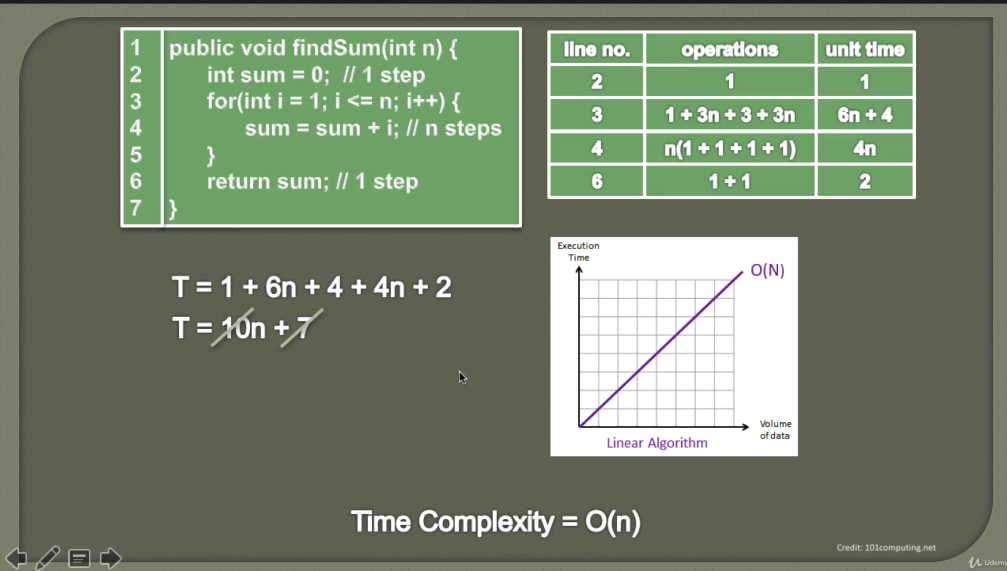 1 public void findSum(int n) {
2 int sum = 0; // 1 step
3 for(int i = 1; i <= n; i++) {
4 sum = sum + i; // n steps
5 }
6 return sum; // 1 step
7 }
line no. operations unit time
2 1 1
3 1 + 3n + 3 + 3n 6n + 4
4 n(1 + 1 + 1 + 1) 4n
6 1 + 1 2
T = 1 + 6n + 4 + 4n + 2
T = 10n + 7
Execution
Time
O(N)
Volume
of data
Linear Algorithm
Time Complexity = O(n)
Credit: 101computing.net
Udemy